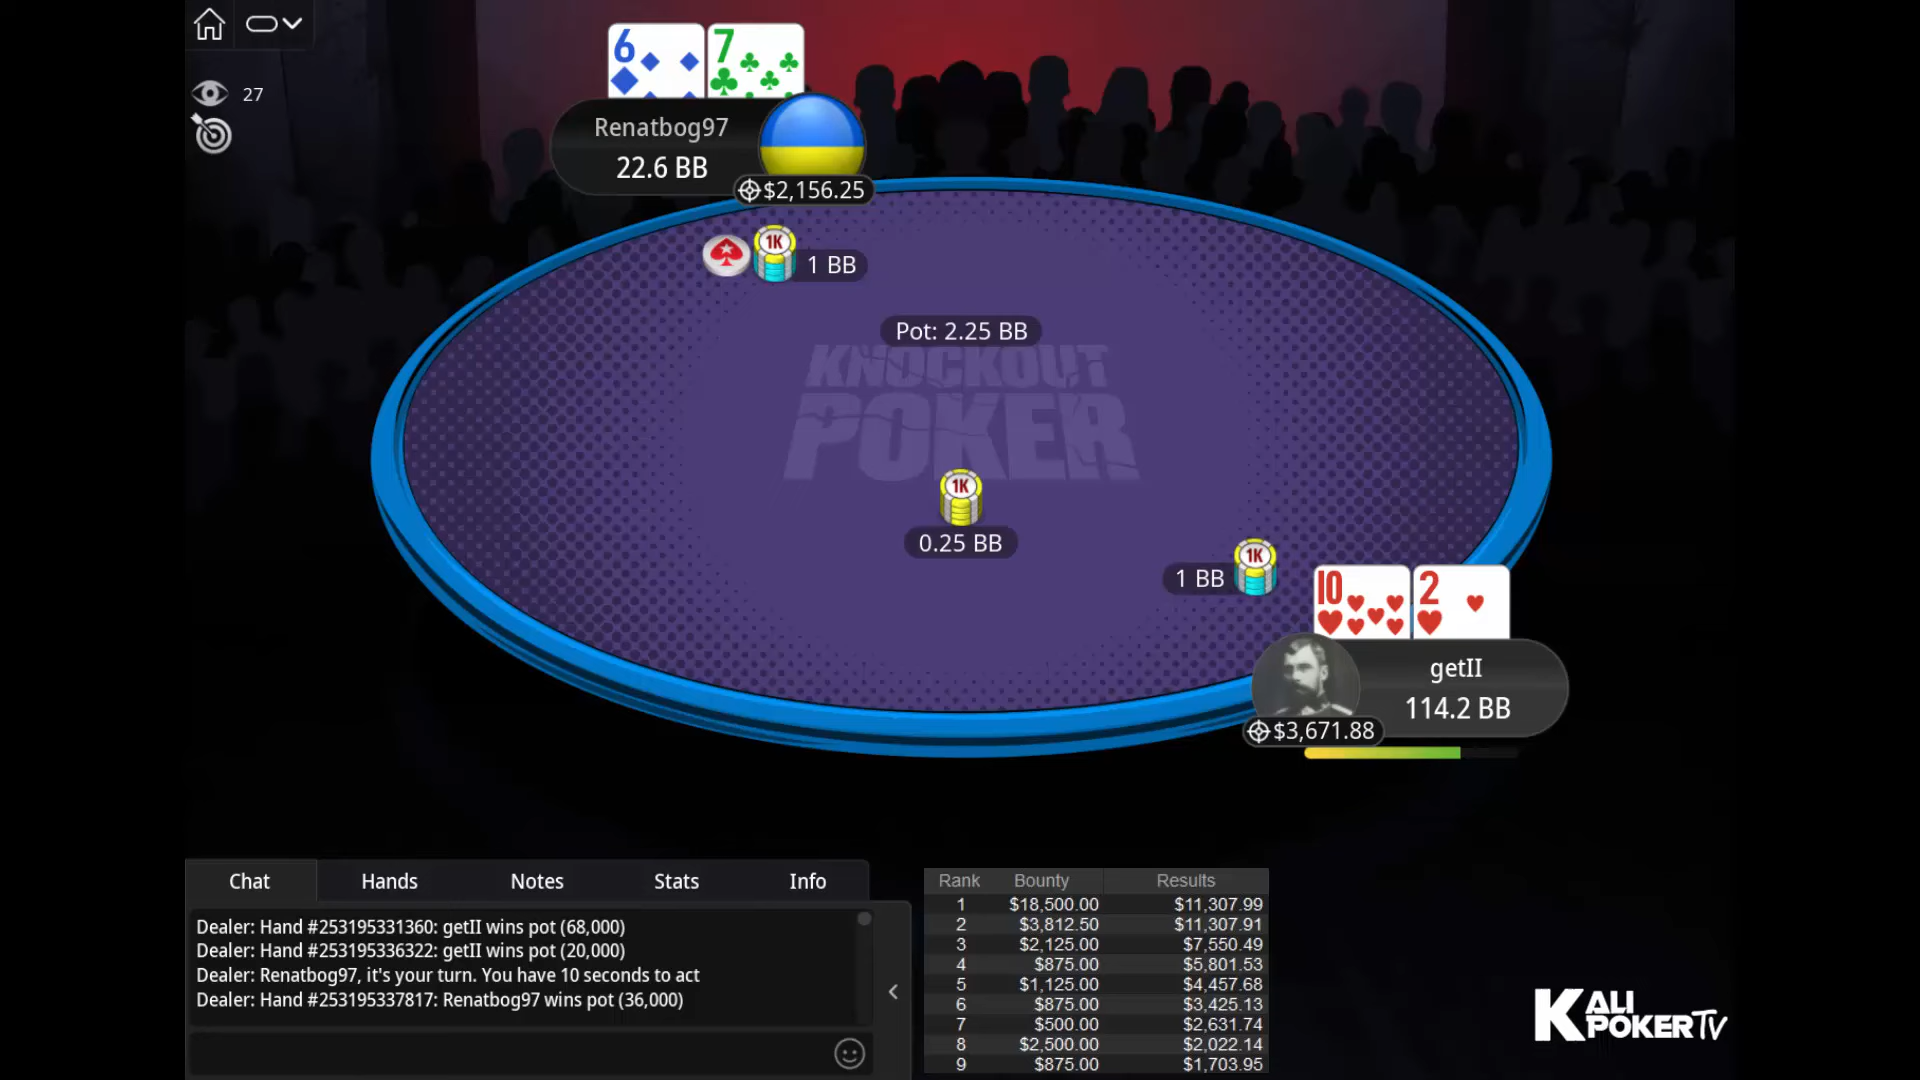 27
6 7
Renatbog97
22.6 BB
$2,156.25
1K
1 BB
Pot: 2.25 BB
KNOCKOUT
POKER
1K
0.25 BB
1K
1 BB
10 2
getII
114.2 BB
$3,671.88
Chat Hands Notes Stats Info
Dealer: Hand #253195331360: getII wins pot (68,000)
Dealer: Hand #253195336322: getII wins pot (20,000)
Dealer: Renatbog97, it's your turn. You have 10 seconds to act
Dealer: Hand #253195337817: Renatbog97 wins pot (36,000)
Rank Bounty Results
1 $18,500.00 $11,307.99
2 $3,812.50 $11,307.91
3 $2,125.00 $7,550.49
4 $875.00 $5,801.53
5 $1,125.00 $4,457.68
6 $875.00 $3,425.13
7 $500.00 $2,631.74
8 $2,500.00 $2,022.14
9 $875.00 $1,703.95
KALI
POKER TV